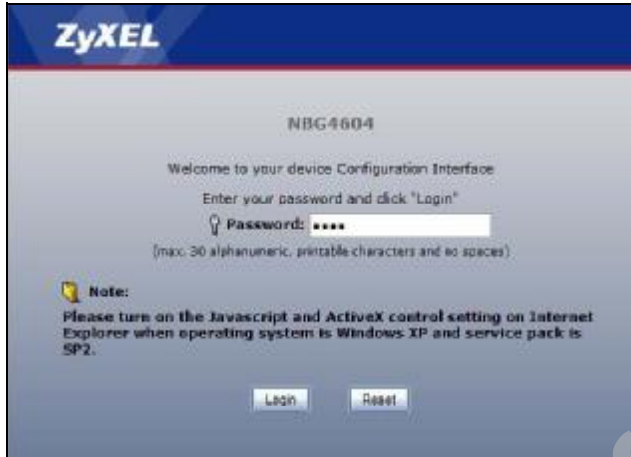 ZyXEL
NBG4604
Welcome to your device Configuration Interface
Enter your password and click "Login"
Password: ••••
(max. 30 alphanumeric, printable characters and no spaces)
Note:
Please turn on the Javascript and ActiveX control setting on Internet
Explorer when operating system is Windows XP and service pack is
SP2.
Login
Reset